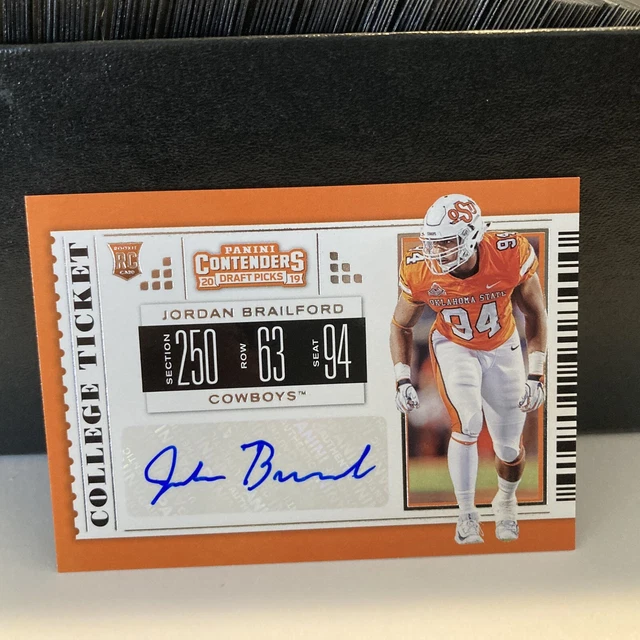 COLLEGE TICKET
ROOKIE
RC
CARD
PANINI
CONTENDERS
20 DRAFT PICKS 19
JORDAN BRAILFORD
SECTION 250 ROW 63 SEAT 94
COWBOYS™
OSU
94
OKLAHOMA STATE
94